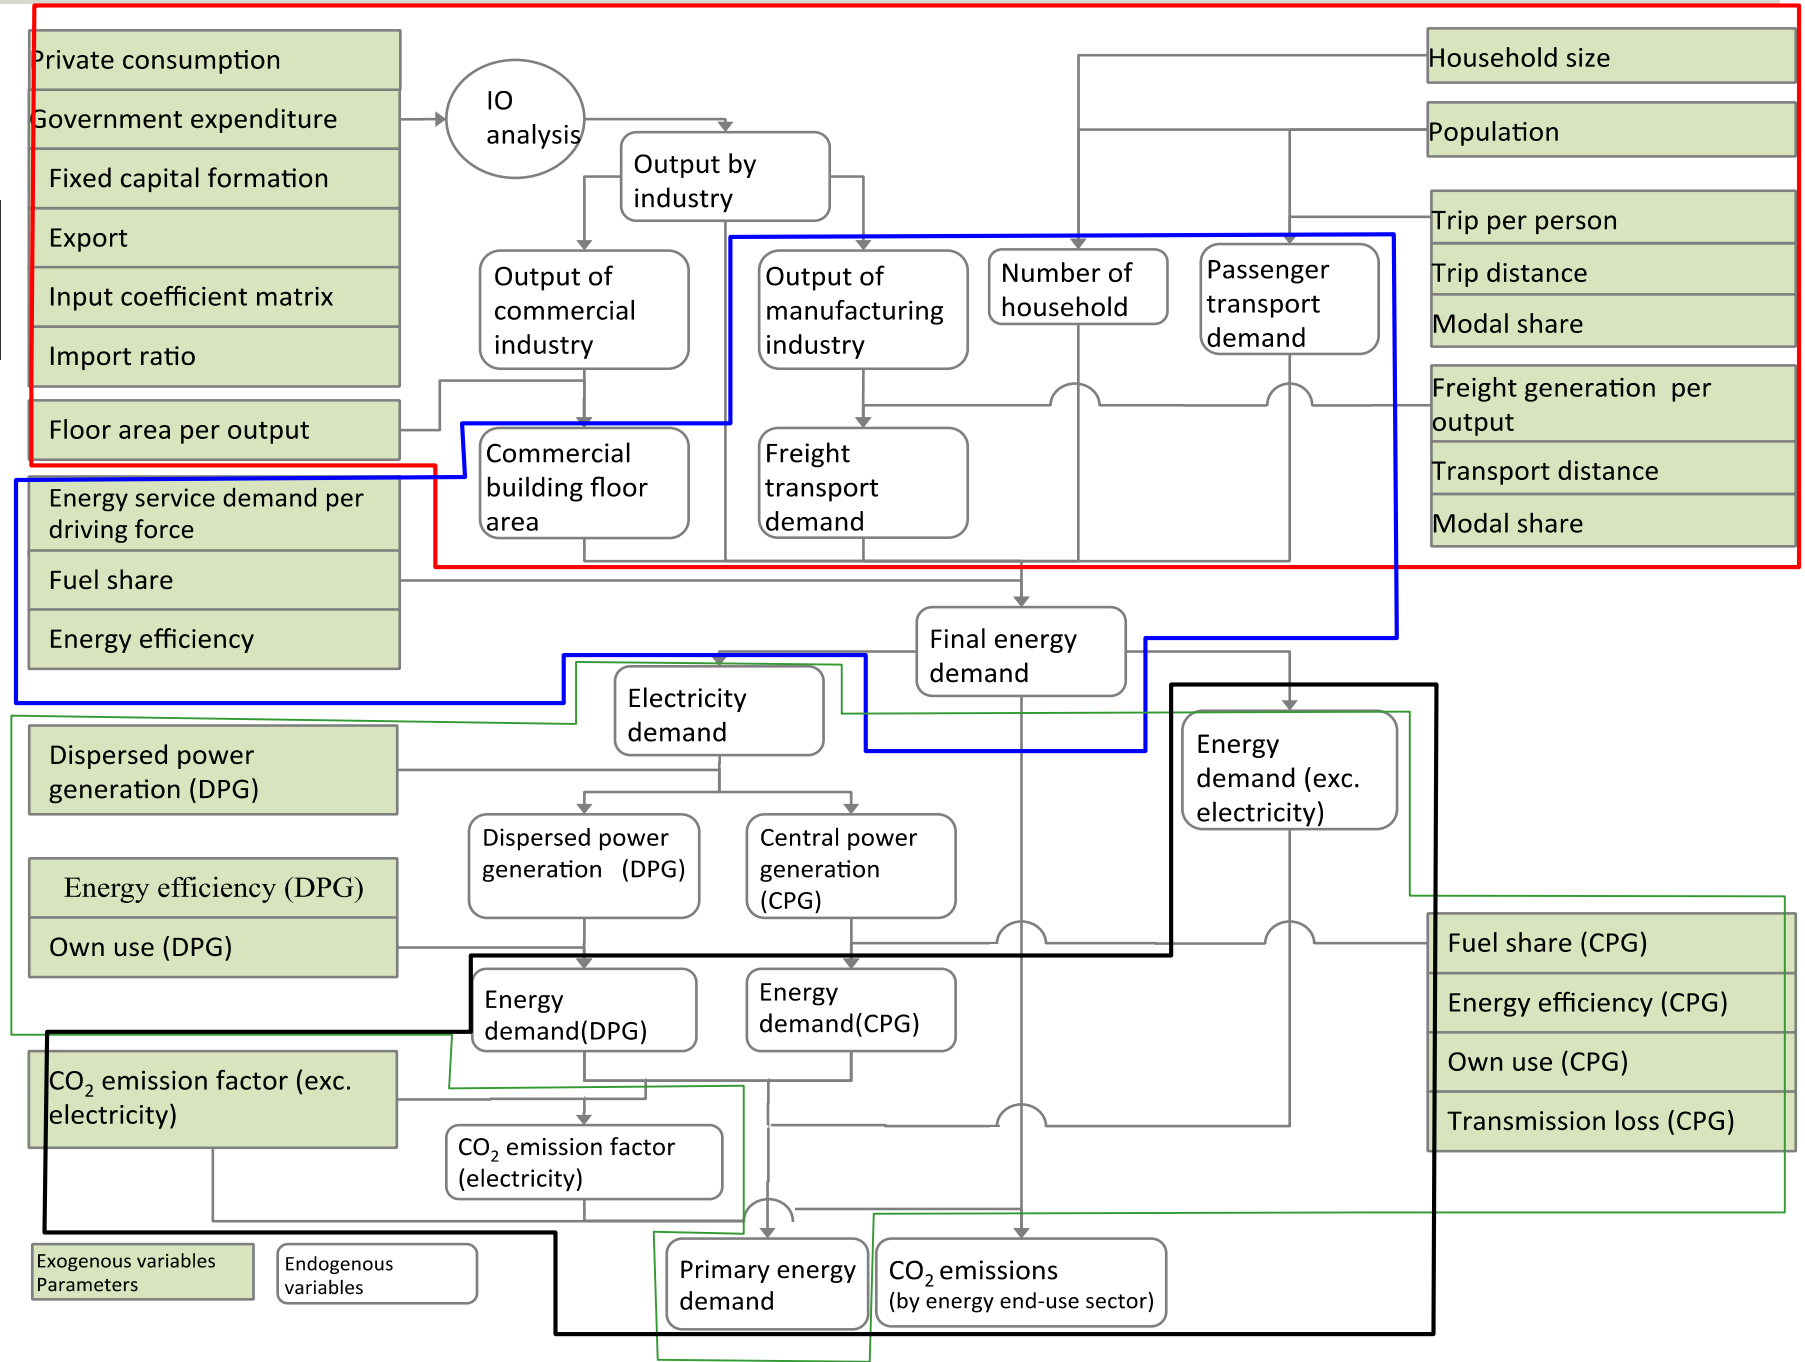 Private consumption
Government expenditure
Fixed capital formation
Export
Input coefficient matrix
Import ratio
Floor area per output
Energy service demand per
driving force
Fuel share
Energy efficiency
IO
analysis
Output by
industry
Output of
commercial
industry
Output of
manufacturing
industry
Number of
household
Passenger
transport
demand
Household size
Population
Trip per person
Trip distance
Modal share
Freight generation per
output
Transport distance
Modal share
Commercial
building floor
area
Freight
transport
demand
Final energy
demand
Electricity
demand
Energy
demand (exc.
electricity)
Dispersed power
generation (DPG)
Dispersed power
generation (DPG)
Central power
generation
(CPG)
Energy efficiency (DPG)
Own use (DPG)
Fuel share (CPG)
Energy efficiency (CPG)
Own use (CPG)
Transmission loss (CPG)
Energy
demand(DPG)
Energy
demand(CPG)
CO2 emission factor (exc.
electricity)
CO2 emission factor
(electricity)
Primary energy
demand
CO2 emissions
(by energy end-use sector)
Exogenous variables
Parameters
Endogenous
variables